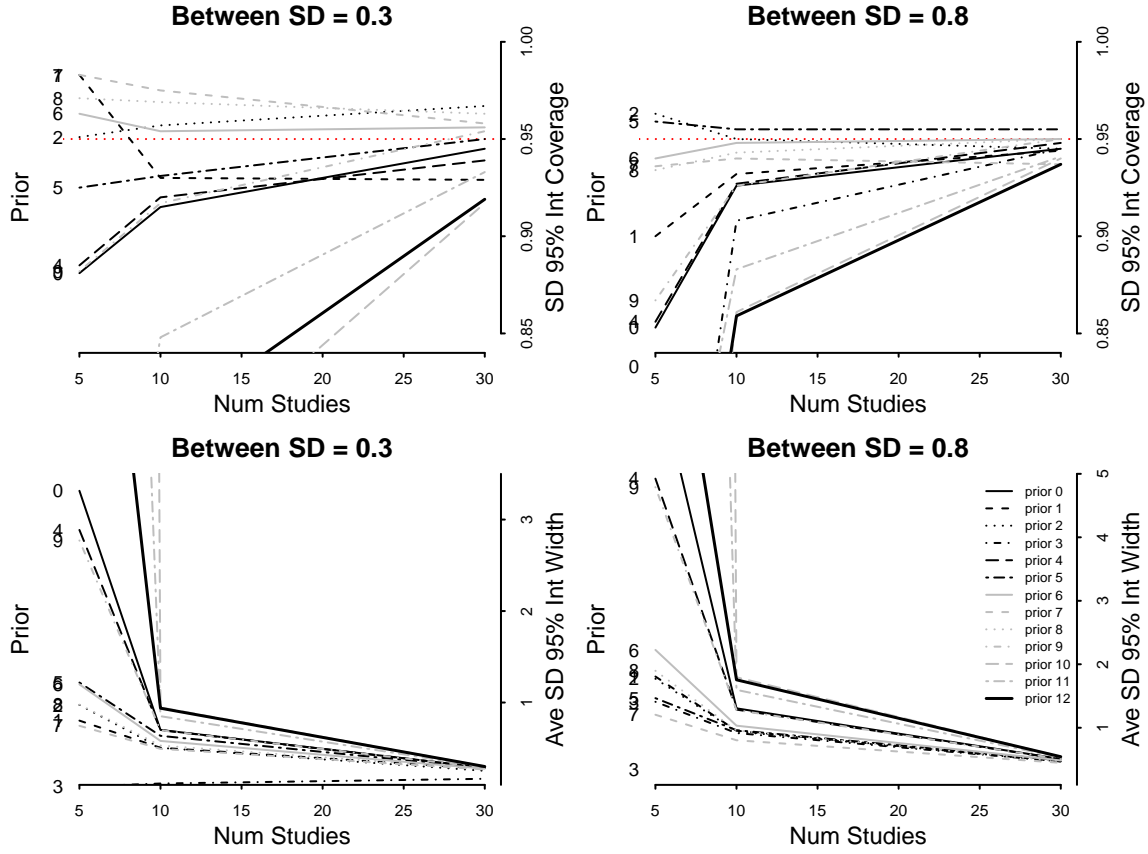 Between SD = 0.3
Prior
7
8
6
2
5
4
0
SD 95% Int Coverage
0.85
0.90
0.95
1.00
5 10 15 20 25 30
Num Studies
Between SD = 0.8
Prior
2
5
6
8
1
9
4
0
0
SD 95% Int Coverage
0.85
0.90
0.95
1.00
5 10 15 20 25 30
Num Studies
Between SD = 0.3
Prior
0
4
9
6
2
1
7
3
Ave SD 95% Int Width
1
2
3
5 10 15 20 25 30
Num Studies
Between SD = 0.8
Prior
4
9
6
8
5
7
3
Ave SD 95% Int Width
1
2
3
4
5
5 10 15 20 25 30
Num Studies
prior 0
prior 1
prior 2
prior 3
prior 4
prior 5
prior 6
prior 7
prior 8
prior 9
prior 10
prior 11
prior 12